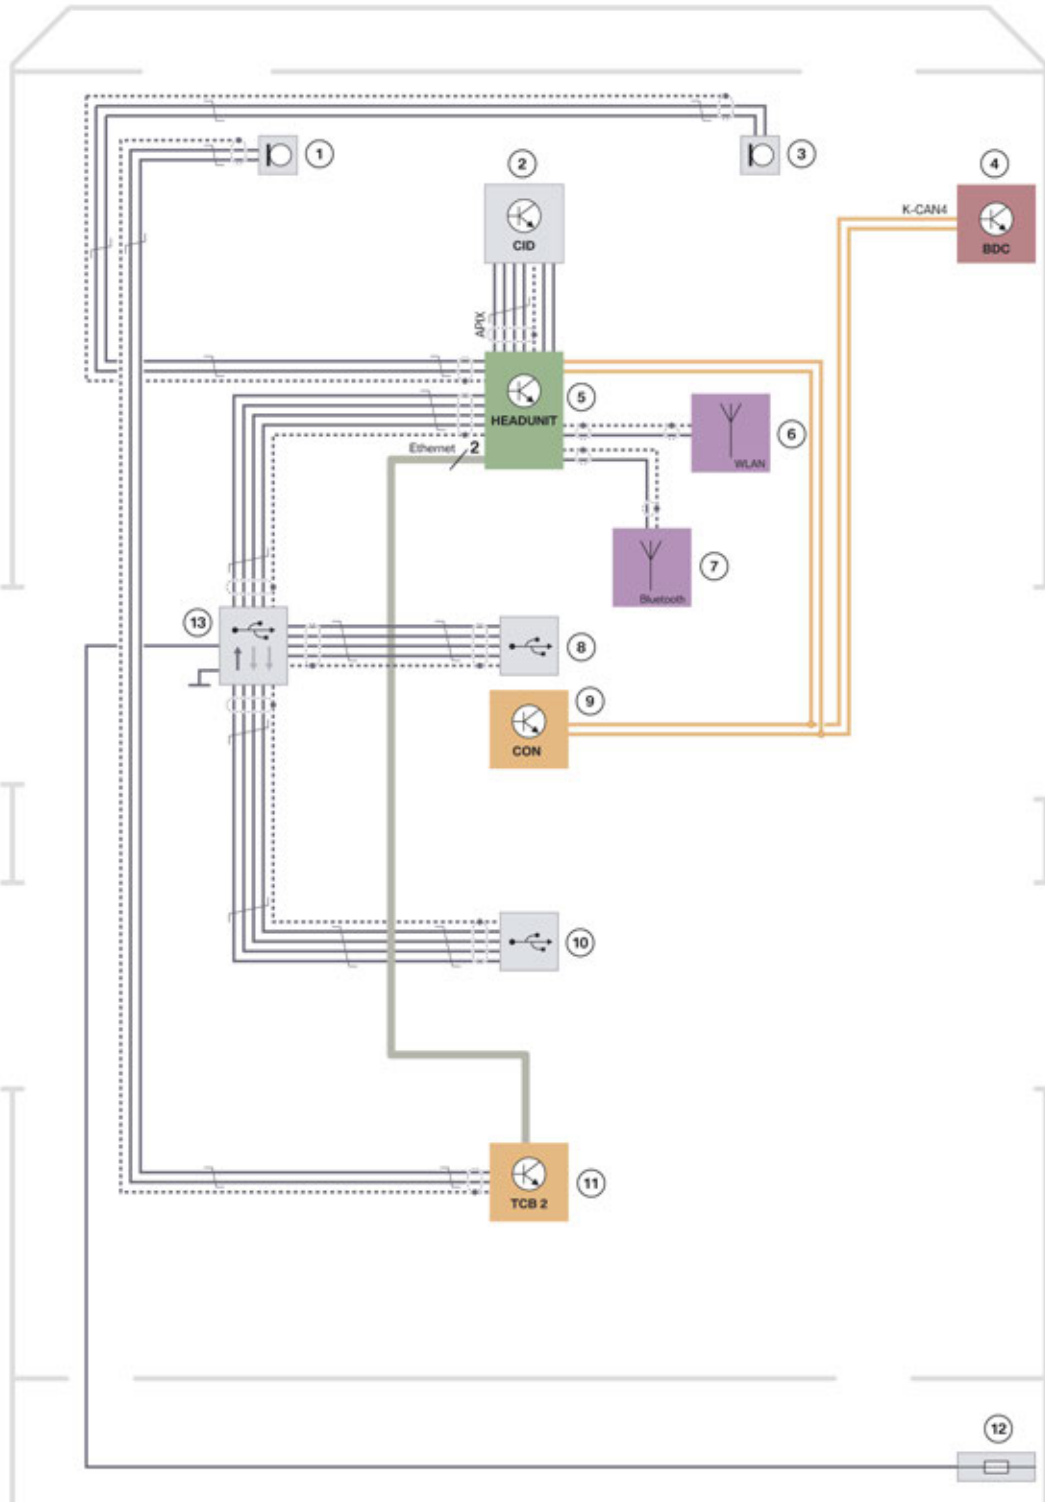 1
3
2
4
CID
K-CAN4
BDC
APIX
5
HEADUNIT
Ethernet 2
6
WLAN
7
Bluetooth
13
8
9
CON
10
11
TCB 2
12